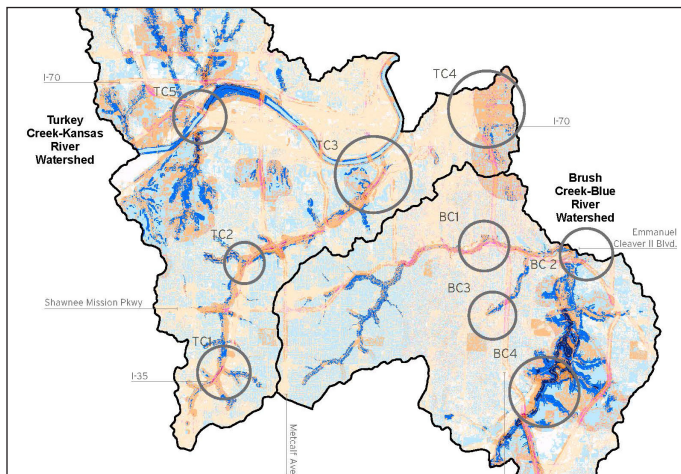 TC4
I-70
TC5
Turkey
Creek-Kansas
River
Watershed
I-70
TC3
Brush
Creek-Blue
River
Watershed
BC1
Emmanuel
Cleaver II Blvd.
TC2
BC 2
BC3
Shawnee Mission Pkwy
TC1
BC4
I-35
Metcalf Ave